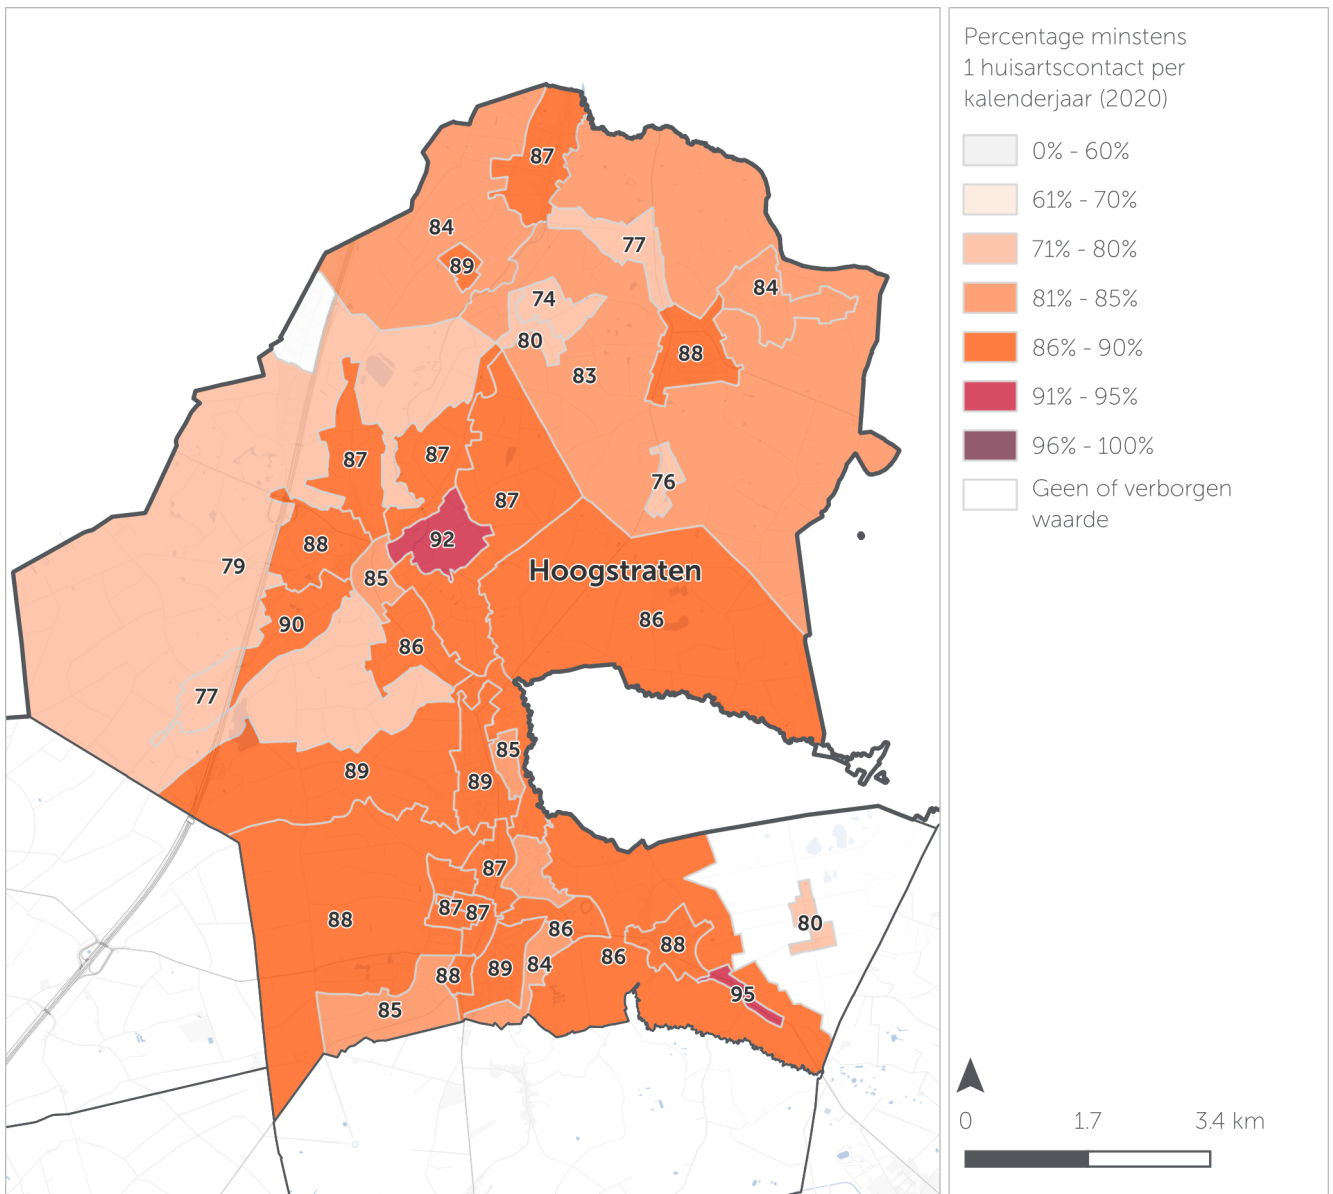 87
84
77
89
84
74
80
88
83
87
87
76
87
92
88
79
85
Hoogstraten
86
90
86
77
85
89
89
87
87 87
88
86
80
88
86
89 84
88
95
85
Percentage minstens
1 huisartscontact per
kalenderjaar (2020)
0% - 60%
61% - 70%
71% - 80%
81% - 85%
86% - 90%
91% - 95%
96% - 100%
Geen of verborgen
waarde
0 1.7 3.4 km